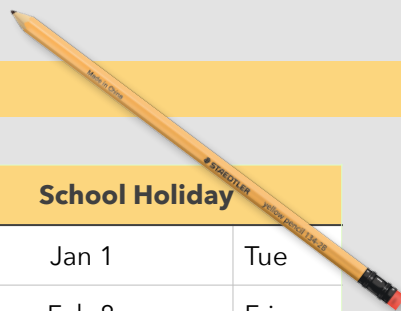 Made in China
STAEDTLER yellow pencil 134-2B
School Holiday
Jan 1 Tue